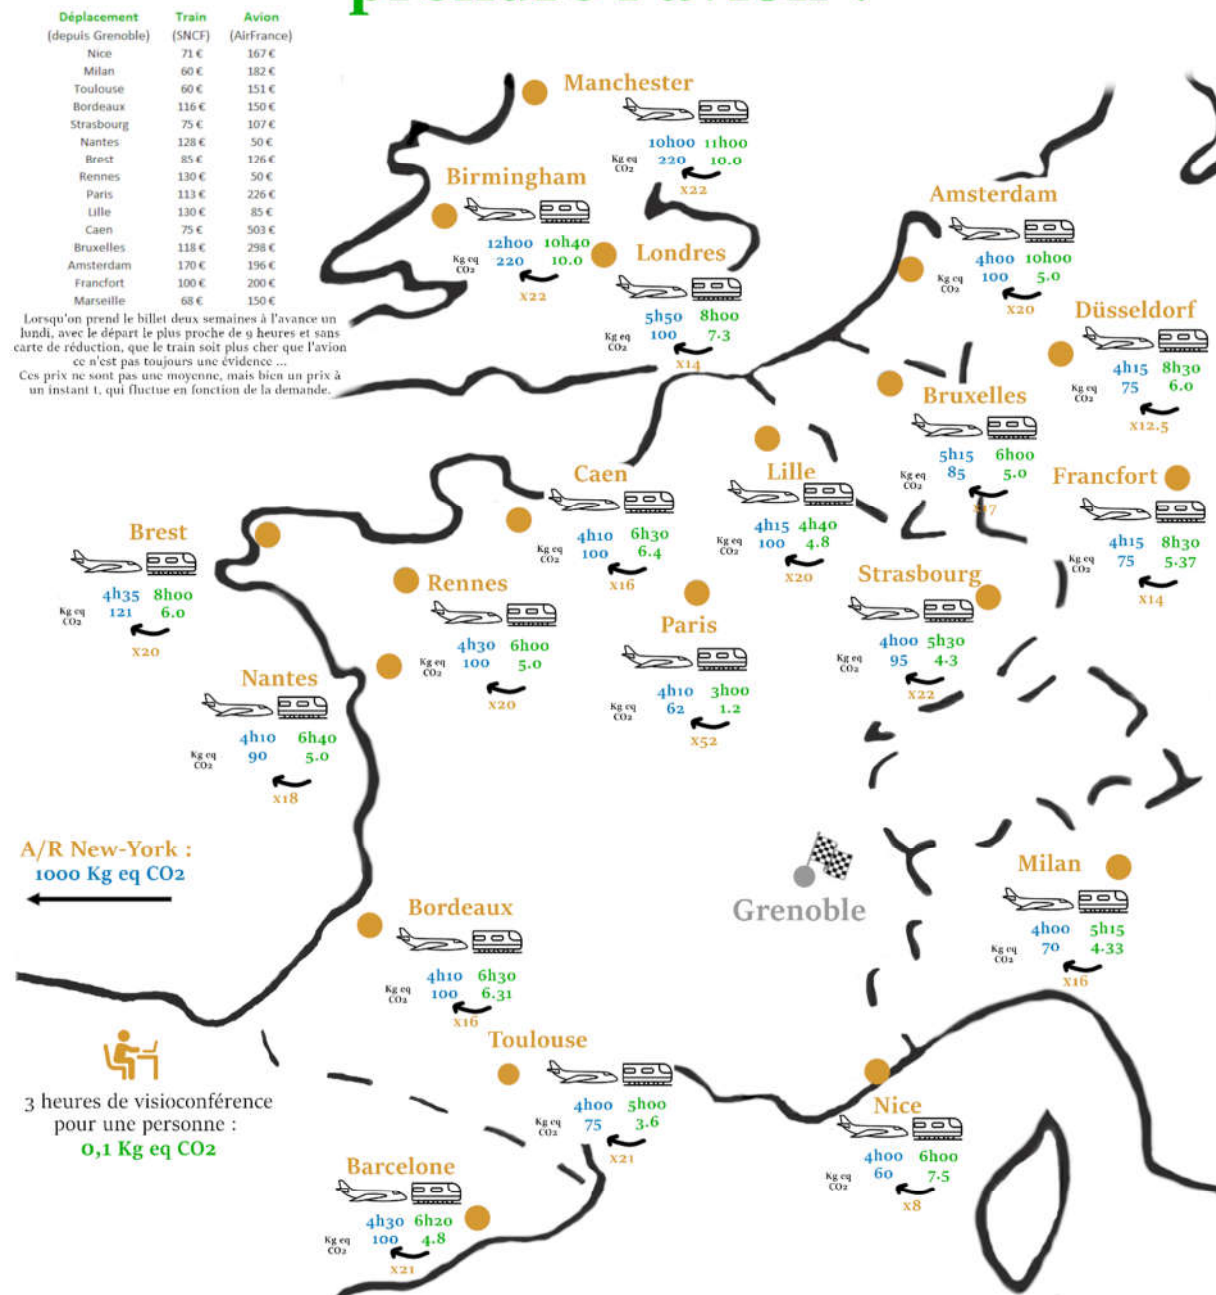 Déplacement Train Avion
(depuis Grenoble) (SNCF) (AirFrance)
Nice 71 € 167 €
Milan 60 € 182 €
Toulouse 60 € 151 €
Bordeaux 116 € 150 €
Strasbourg 75 € 107 €
Nantes 128 € 50 €
Brest 85 € 126 €
Rennes 130 € 50 €
Paris 113 € 226 €
Lille 130 € 85 €
Caen 75 € 503 €
Bruxelles 118 € 298 €
Amsterdam 170 € 196 €
Francfort 100 € 200 €
Marseille 68 € 150 €
Lorsqu'on prend le billet deux semaines à l'avance un
lundi, avec le départ le plus proche de 9 heures et sans
carte de réduction, que le train soit plus cher que l'avion
ce n'est pas toujours une évidence ...
Ces prix ne sont pas une moyenne, mais bien un prix à
un instant t, qui fluctue en fonction de la demande.
Manchester
10h00 11h00
Kg eq CO2 220 10.0
x22
Birmingham
12h00 10h40
Kg eq CO2 220 10.0
x22
Londres
5h50 8h00
Kg eq CO2 100 7.3
x14
Amsterdam
4h00 10h00
Kg eq CO2 100 5.0
x20
Düsseldorf
4h15 8h30
Kg eq CO2 75 6.0
x12.5
Bruxelles
5h15 6h00
Kg eq CO2 85 5.0
x17
Francfort
4h15 8h30
Kg eq CO2 75 5.37
x14
Lille
4h15 4h40
Kg eq CO2 100 4.8
x20
Caen
4h10 6h30
Kg eq CO2 100 6.4
x16
Brest
4h35 8h00
Kg eq CO2 121 6.0
x20
Rennes
4h30 6h00
Kg eq CO2 100 5.0
x20
Strasbourg
4h00 5h30
Kg eq CO2 95 4.3
x22
Paris
4h10 3h00
Kg eq CO2 62 1.2
x52
Nantes
4h10 6h40
Kg eq CO2 90 5.0
x18
A/R New-York :
1000 Kg eq CO2
Grenoble
Milan
4h00 5h15
Kg eq CO2 70 4.33
x16
Bordeaux
4h10 6h30
Kg eq CO2 100 6.31
x16
Toulouse
4h00 5h00
Kg eq CO2 75 3.6
x21
3 heures de visioconférence
pour une personne :
0,1 Kg eq CO2
Nice
4h00 6h00
Kg eq CO2 60 7.5
x8
Barcelone
4h30 6h20
Kg eq CO2 100 4.8
x21